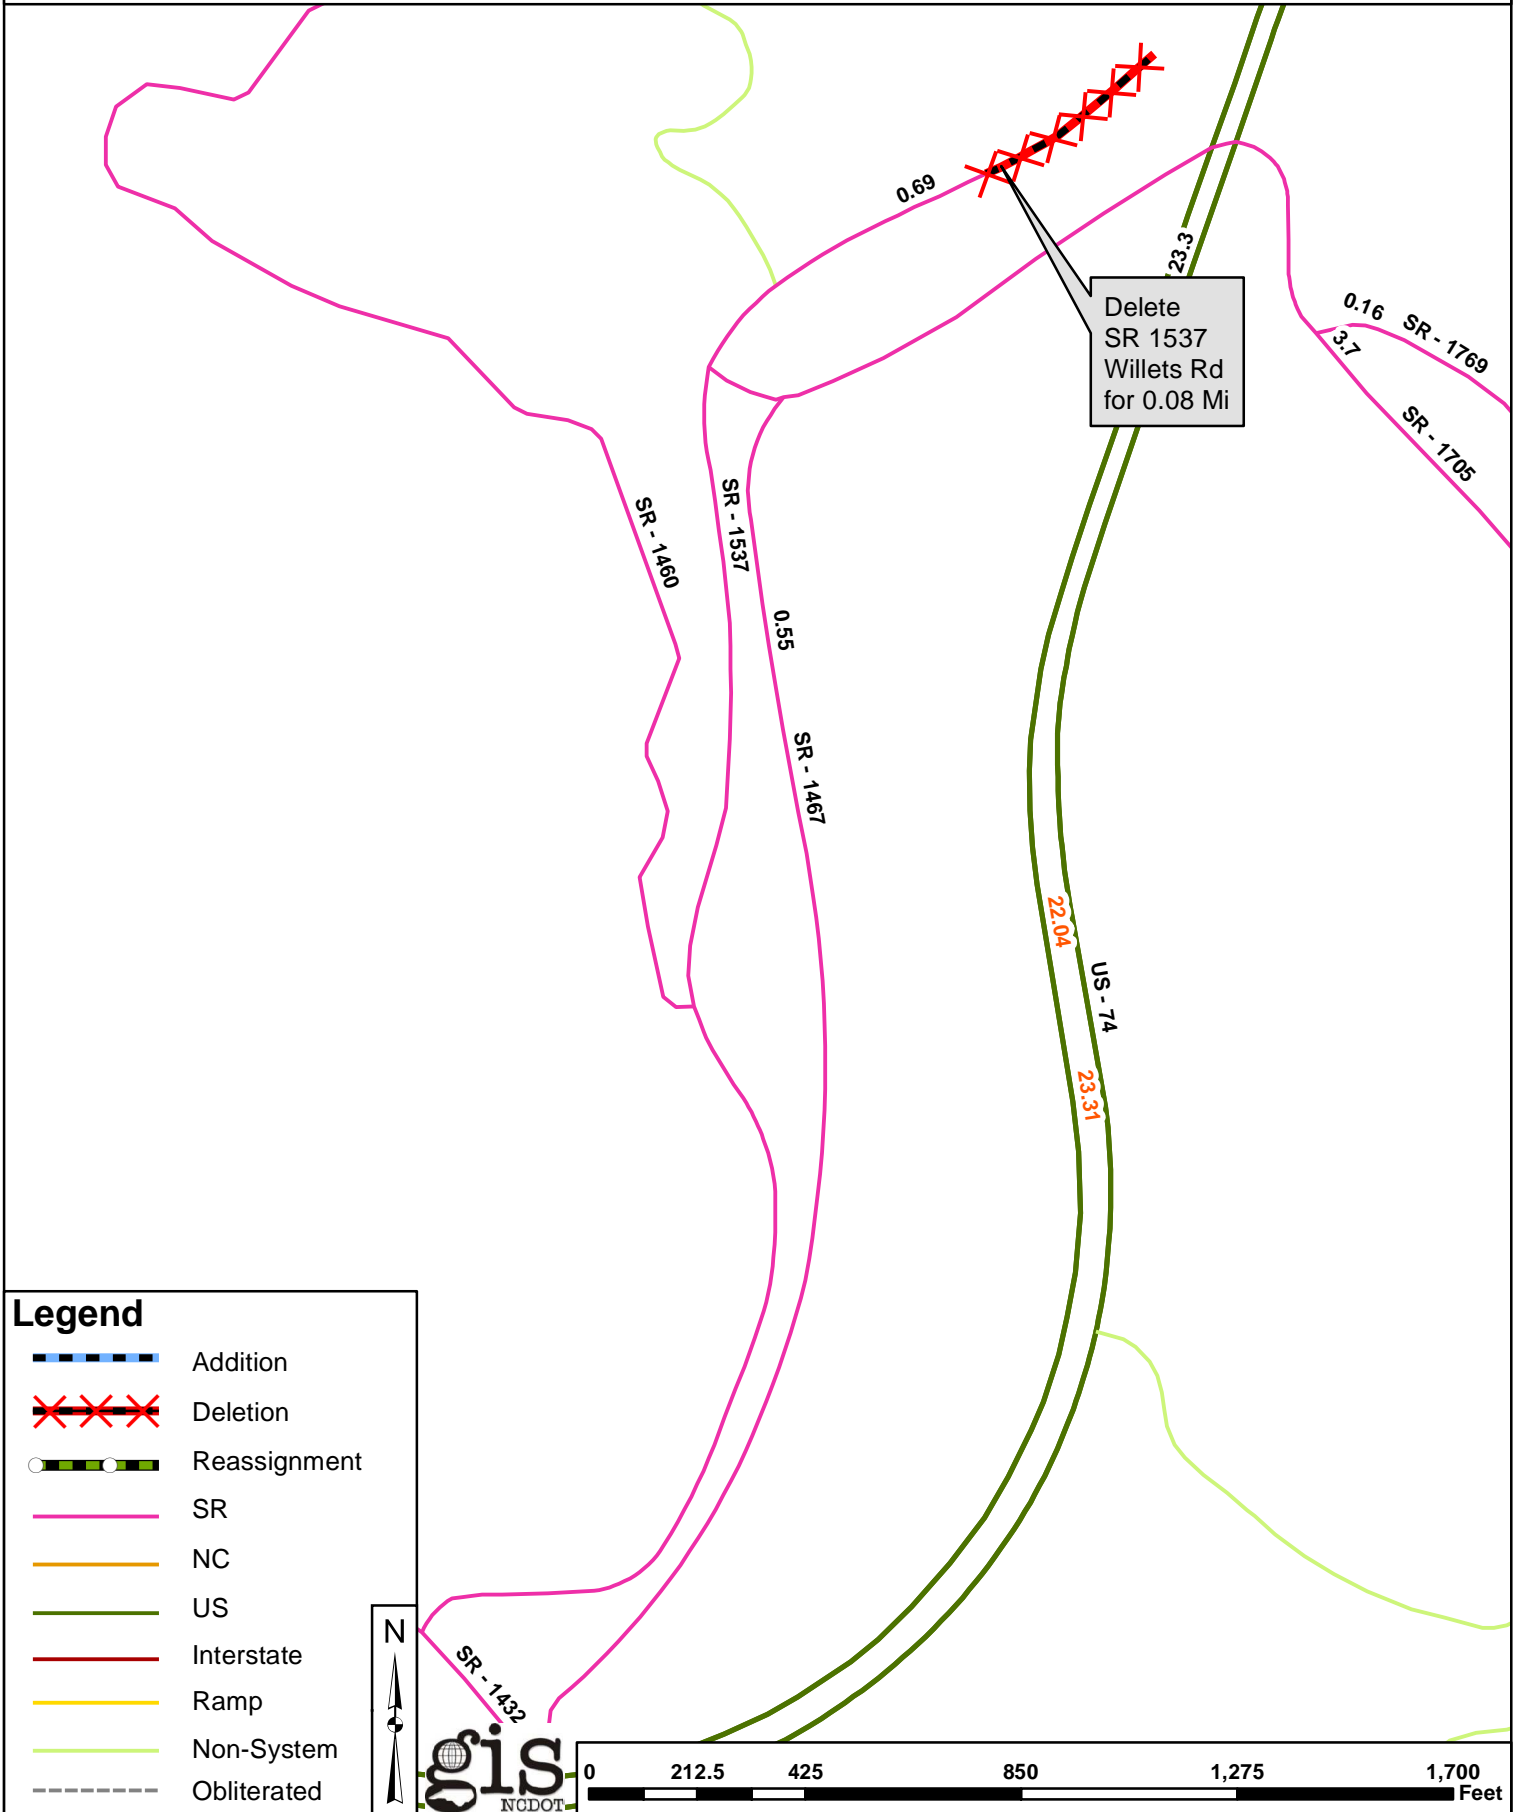 0.69
23.3
Delete
SR 1537
Willets Rd
for 0.08 Mi
0.16
SR - 1769
3.7
SR - 1705
SR - 1460
SR - 1537
0.55
SR - 1467
22.04
US - 74
23.31
Legend
Addition
Deletion
Reassignment
SR
NC
US
Interstate
Ramp
Non-System
Obliterated
N
SR - 1432
gis
NCDOT
0 212.5 425 850 1,275 1,700
Feet